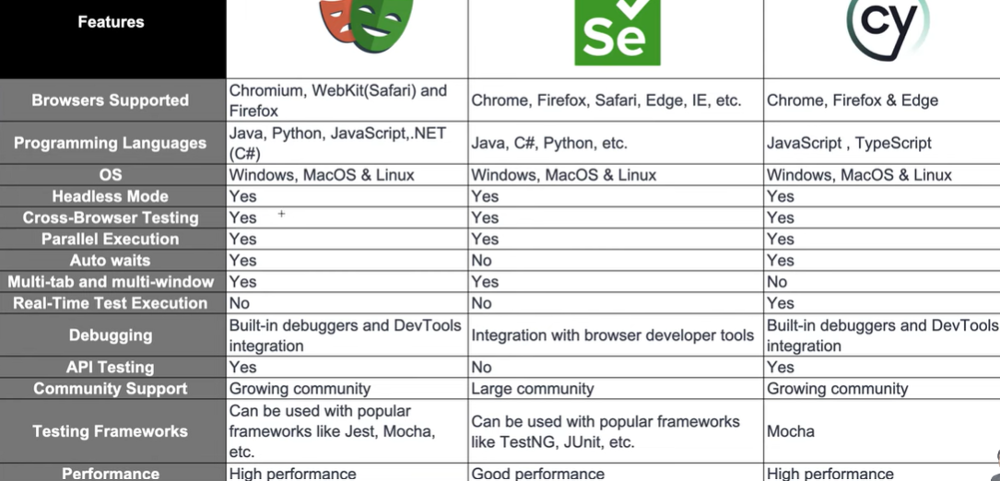 Features
Se
cy
Browsers Supported
Chromium, WebKit(Safari) and
Firefox
Chrome, Firefox, Safari, Edge, IE, etc.
Chrome, Firefox & Edge
Programming Languages
Java, Python, JavaScript,.NET
(C#)
Java, C#, Python, etc.
JavaScript , TypeScript
OS
Windows, MacOS & Linux
Windows, MacOS & Linux
Windows, MacOS & Linux
Headless Mode
Yes
Yes
Yes
Cross-Browser Testing
Yes
Yes
Yes
Parallel Execution
Yes
Yes
Yes
Auto waits
Yes
No
Yes
Multi-tab and multi-window
Yes
Yes
No
Real-Time Test Execution
No
No
Yes
Debugging
Built-in debuggers and DevTools
integration
Integration with browser developer tools
Built-in debuggers and DevTools
integration
API Testing
Yes
No
Yes
Community Support
Growing community
Large community
Growing community
Testing Frameworks
Can be used with popular
frameworks like Jest, Mocha,
etc.
Can be used with popular frameworks
like TestNG, JUnit, etc.
Mocha
Performance
High performance
Good performance
High performance